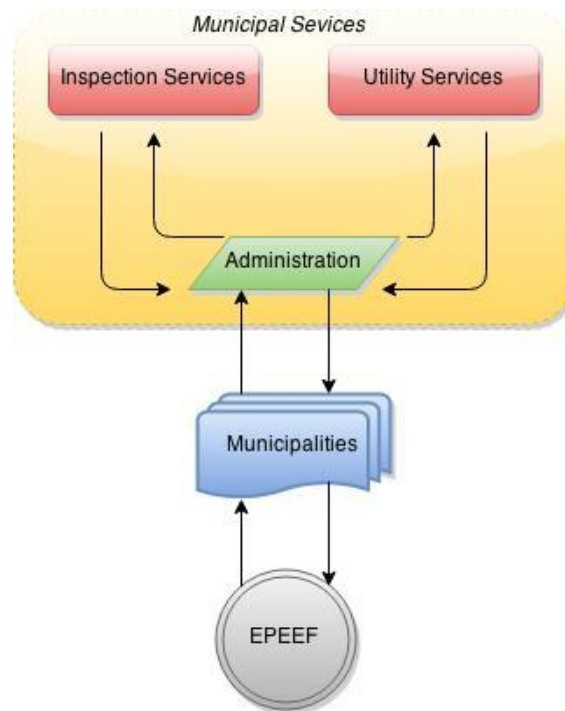 Municipal Sevices
Inspection Services
Utility Services
Administration
Municipalities
EPEEF